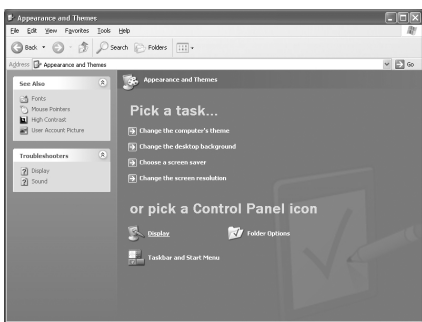 Appearance and Themes
File Edit View Favorites Tools Help
Back Search Folders
Address Appearance and Themes Go
See Also
Fonts
Mouse Pointers
High Contrast
User Account Picture
Troubleshooters
Display
Sound
Appearance and Themes
Pick a task...
Change the computer's theme
Change the desktop background
Choose a screen saver
Change the screen resolution
or pick a Control Panel icon
Display Folder Options
Taskbar and Start Menu